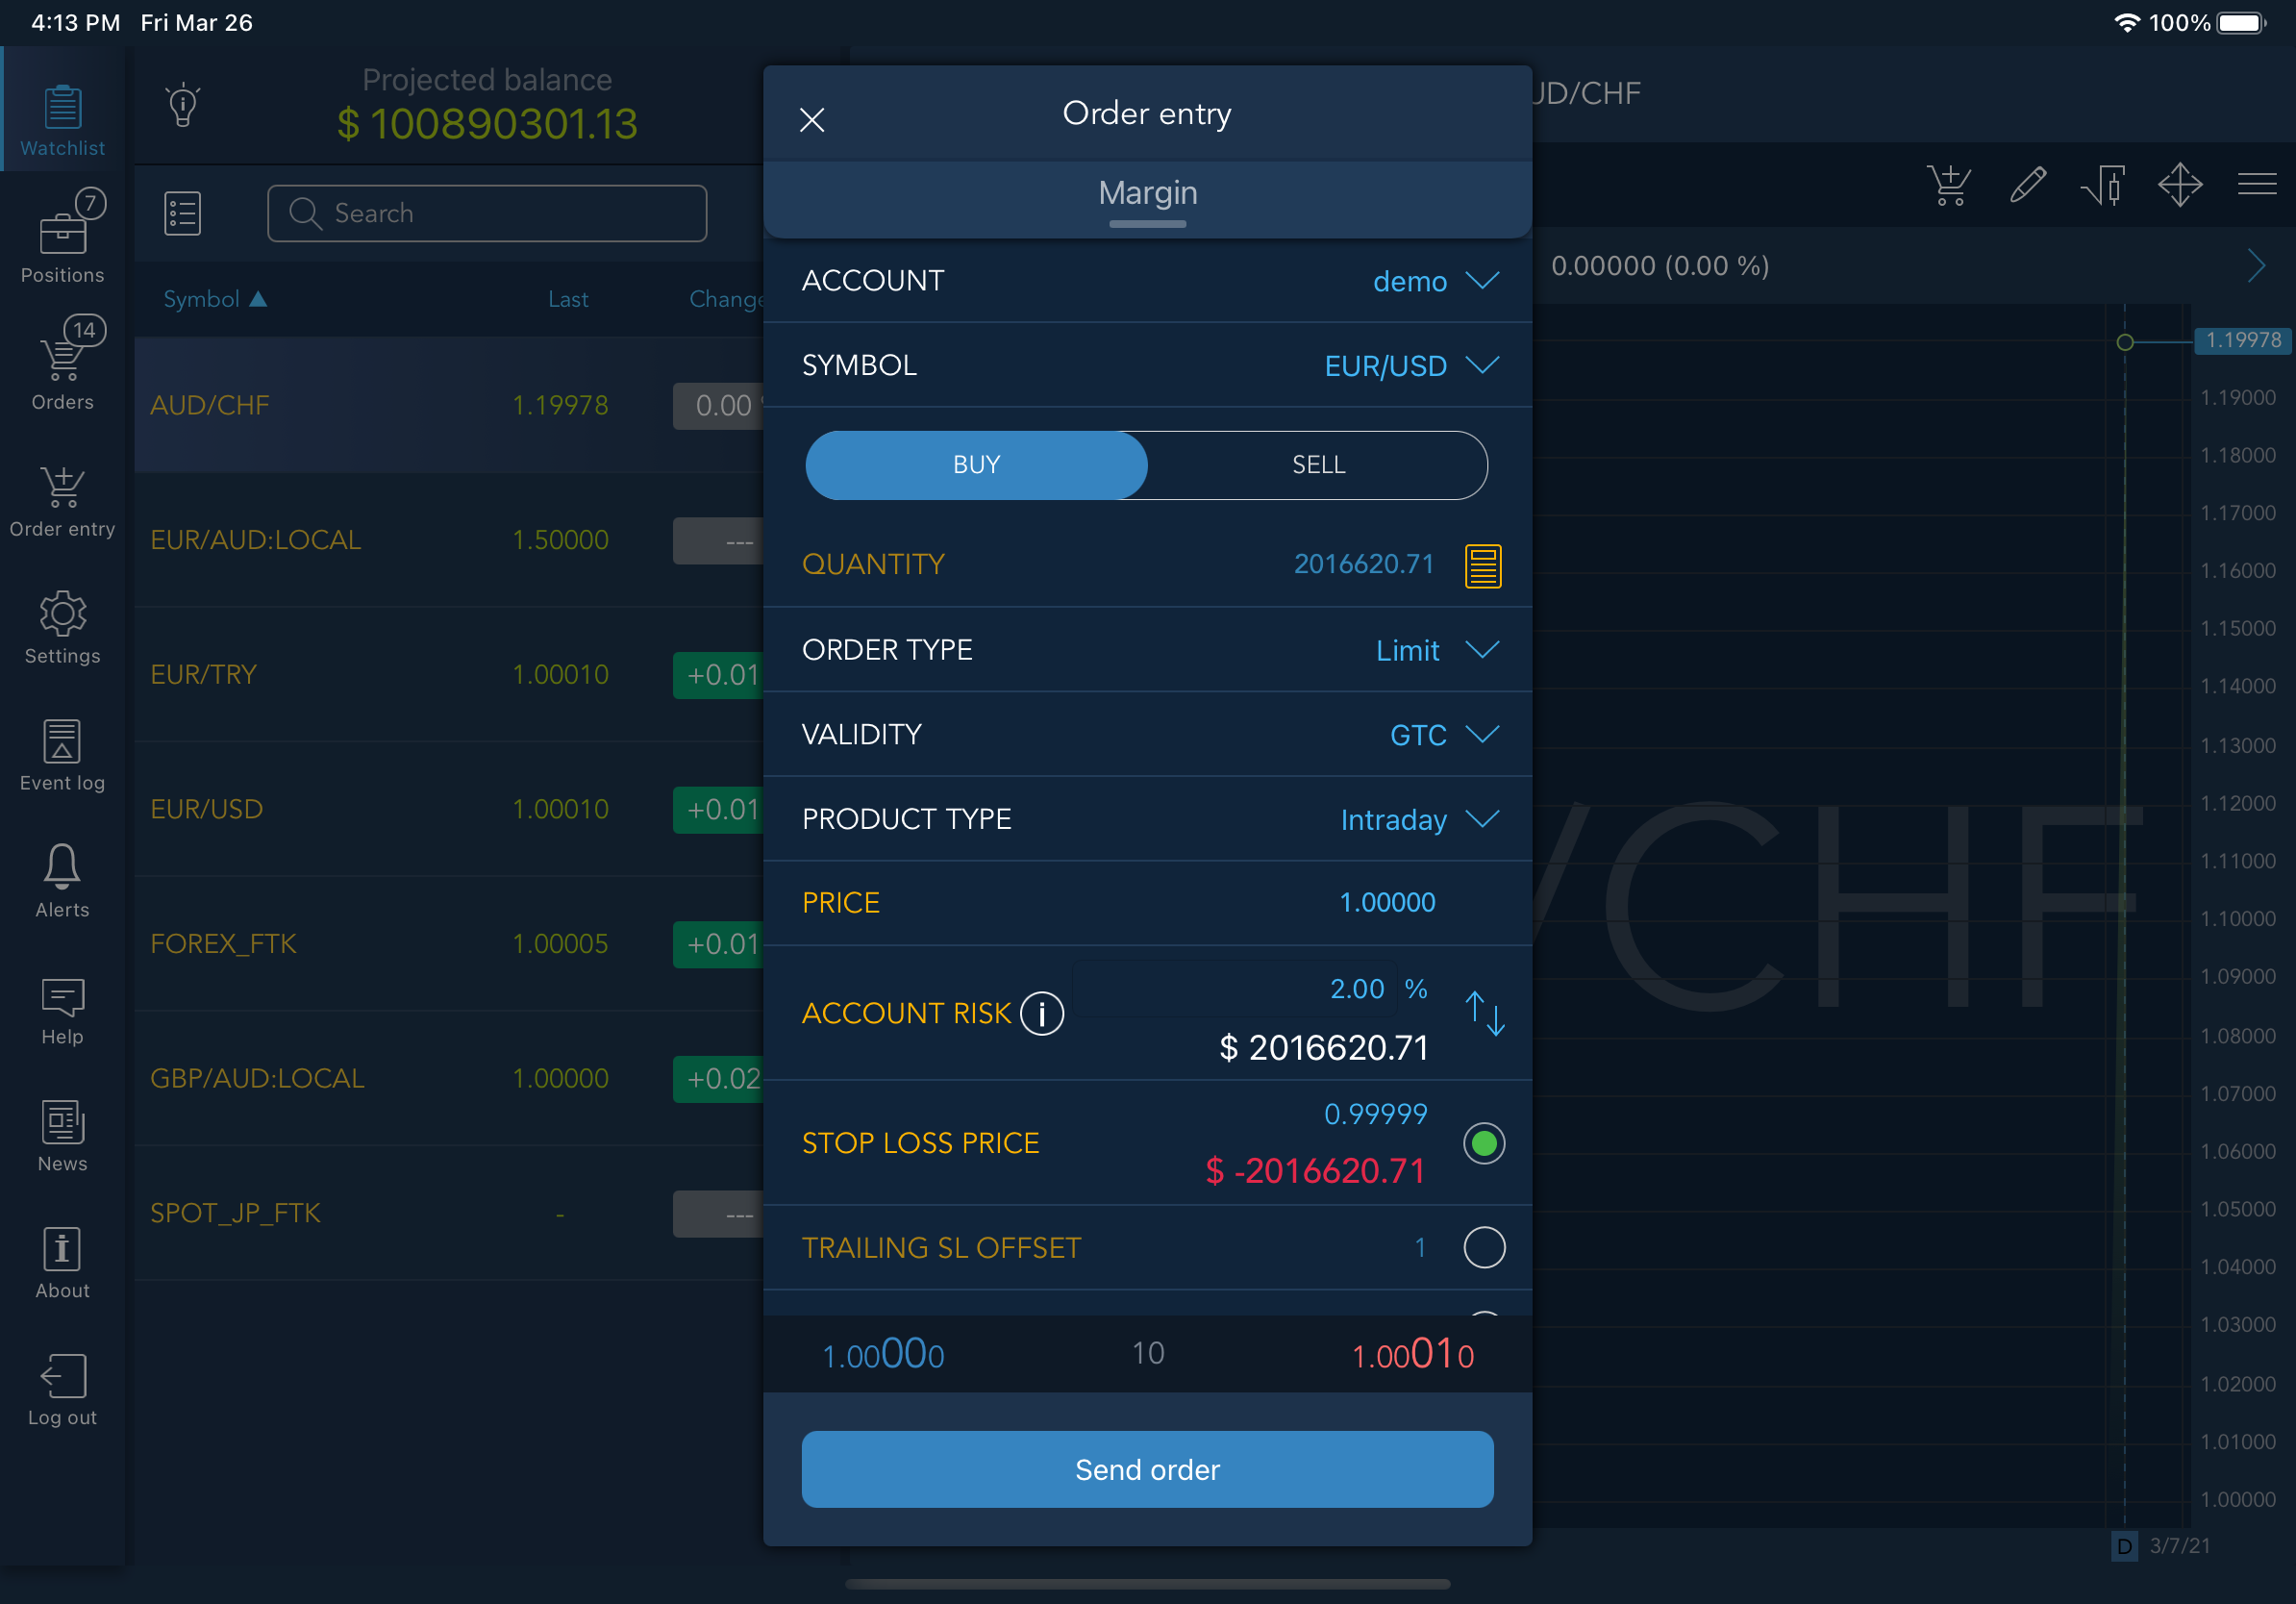 4:13 PM Fri Mar 26
100%
Watchlist
7
Positions
14
Orders
Order entry
Settings
Event log
Alerts
Help
News
About
Log out
Projected balance
$ 100890301.13
Search
Symbol ▲ Last Change
AUD/CHF 1.19978 0.00
EUR/AUD:LOCAL 1.50000 ---
EUR/TRY 1.00010 +0.01
EUR/USD 1.00010 +0.01
FOREX_FTK 1.00005 +0.01
GBP/AUD:LOCAL 1.00000 +0.02
SPOT_JP_FTK - ---
Order entry
Margin
ACCOUNT demo
SYMBOL EUR/USD
BUY SELL
QUANTITY 2016620.71
ORDER TYPE Limit
VALIDITY GTC
PRODUCT TYPE Intraday
PRICE 1.00000
ACCOUNT RISK i 2.00 %
$ 2016620.71
STOP LOSS PRICE 0.99999
$ -2016620.71
TRAILING SL OFFSET 1
1.00000 10 1.00010
Send order
UD/CHF
0.00000 (0.00 %)
/CHF
1.19978
1.19000
1.18000
1.17000
1.16000
1.15000
1.14000
1.13000
1.12000
1.11000
1.10000
1.09000
1.08000
1.07000
1.06000
1.05000
1.04000
1.03000
1.02000
1.01000
1.00000
D 3/7/21